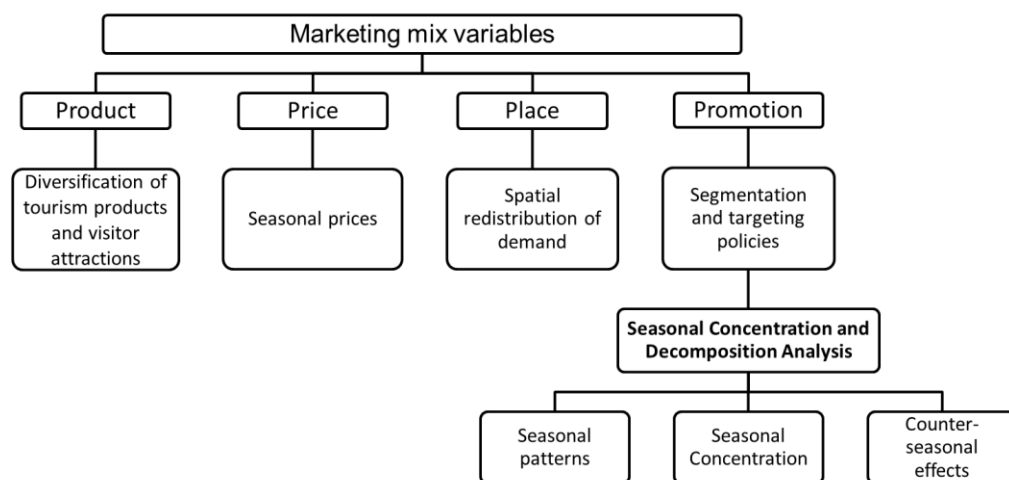 Marketing mix variables
Product
Price
Place
Promotion
Diversification of
tourism products
and visitor
attractions
Seasonal prices
Spatial
redistribution of
demand
Segmentation
and targeting
policies
Seasonal Concentration and
Decomposition Analysis
Seasonal
patterns
Seasonal
Concentration
Counter-
seasonal
effects